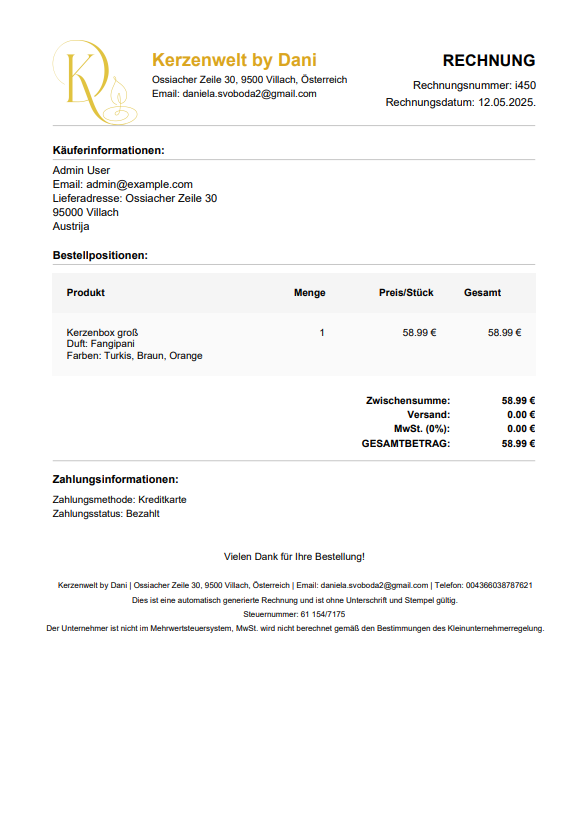 Kerzenwelt by Dani
Ossiacher Zeile 30, 9500 Villach, Österreich
Email: daniela.svoboda2@gmail.com
RECHNUNG
Rechnungsnummer: i450
Rechnungsdatum: 12.05.2025.
Käuferinformationen:
Admin User
Email: admin@example.com
Lieferadresse: Ossiacher Zeile 30
95000 Villach
Austrija
Bestellpositionen:
Produkt Menge Preis/Stück Gesamt
Kerzenbox groß 1 58.99 € 58.99 €
Duft: Fangipani
Farben: Turkis, Braun, Orange
Zwischensumme: 58.99 €
Versand: 0.00 €
MwSt. (0%): 0.00 €
GESAMTBETRAG: 58.99 €
Zahlungsinformationen:
Zahlungsmethode: Kreditkarte
Zahlungsstatus: Bezahlt
Vielen Dank für Ihre Bestellung!
Kerzenwelt by Dani | Ossiacher Zeile 30, 9500 Villach, Österreich | Email: daniela.svoboda2@gmail.com | Telefon: 004366038787621
Dies ist eine automatisch generierte Rechnung und ist ohne Unterschrift und Stempel gültig.
Steuernummer: 61 154/7175
Der Unternehmer ist nicht im Mehrwertsteuersystem, MwSt. wird nicht berechnet gemäß den Bestimmungen des Kleinunternehmerregelung.